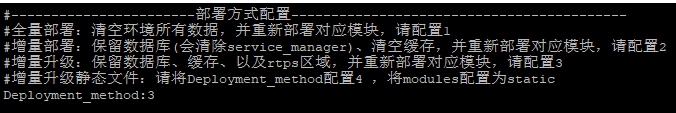 #--------------------部署方式配置------------------------------------
#全量部署：清空环境所有数据，并重新部署对应模块，请配置1
#增量部署：保留数据库(会清除service_manager)、清空缓存，并重新部署对应模块，请配置2
#增量升级：保留数据库、缓存、以及rtps区域，并重新部署对应模块，请配置3
#增量升级静态文件：请将Deployment_method配置4 ，将modules配置为static
Deployment_method:3